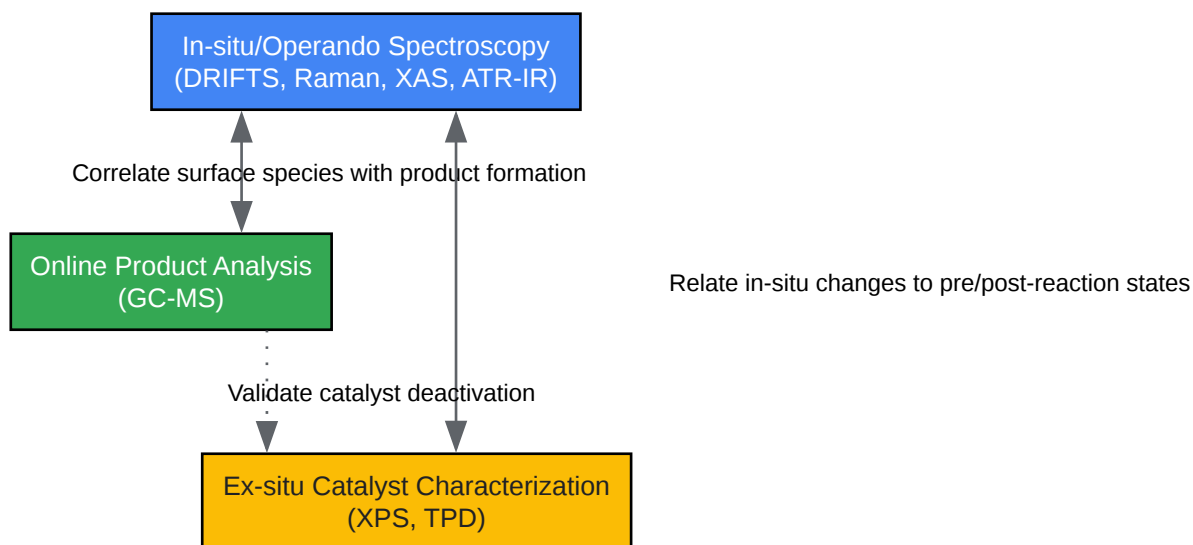 In-situ/Operando Spectroscopy
(DRIFTS, Raman, XAS, ATR-IR)
Correlate surface species with product formation
Online Product Analysis
(GC-MS)
Relate in-situ changes to pre/post-reaction states
Validate catalyst deactivation
Ex-situ Catalyst Characterization
(XPS, TPD)